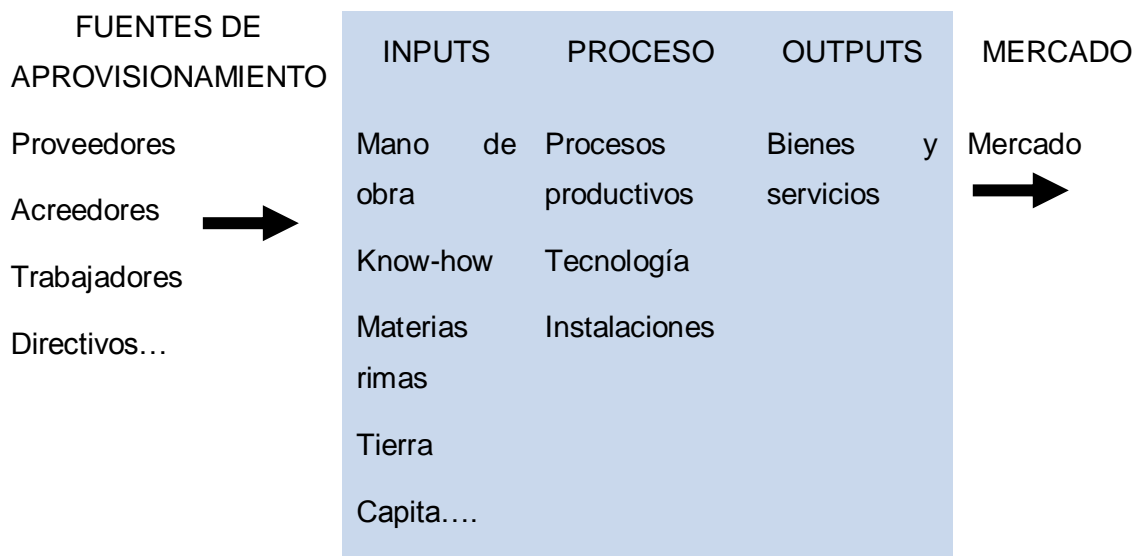 FUENTES DE
APROVISIONAMIENTO
INPUTS
PROCESO
OUTPUTS
MERCADO
Proveedores
Acreedores
Trabajadores
Directivos…
Mano de
obra
Know-how
Materias
rimas
Tierra
Capita….
Procesos
productivos
Tecnología
Instalaciones
Bienes y
servicios
Mercado